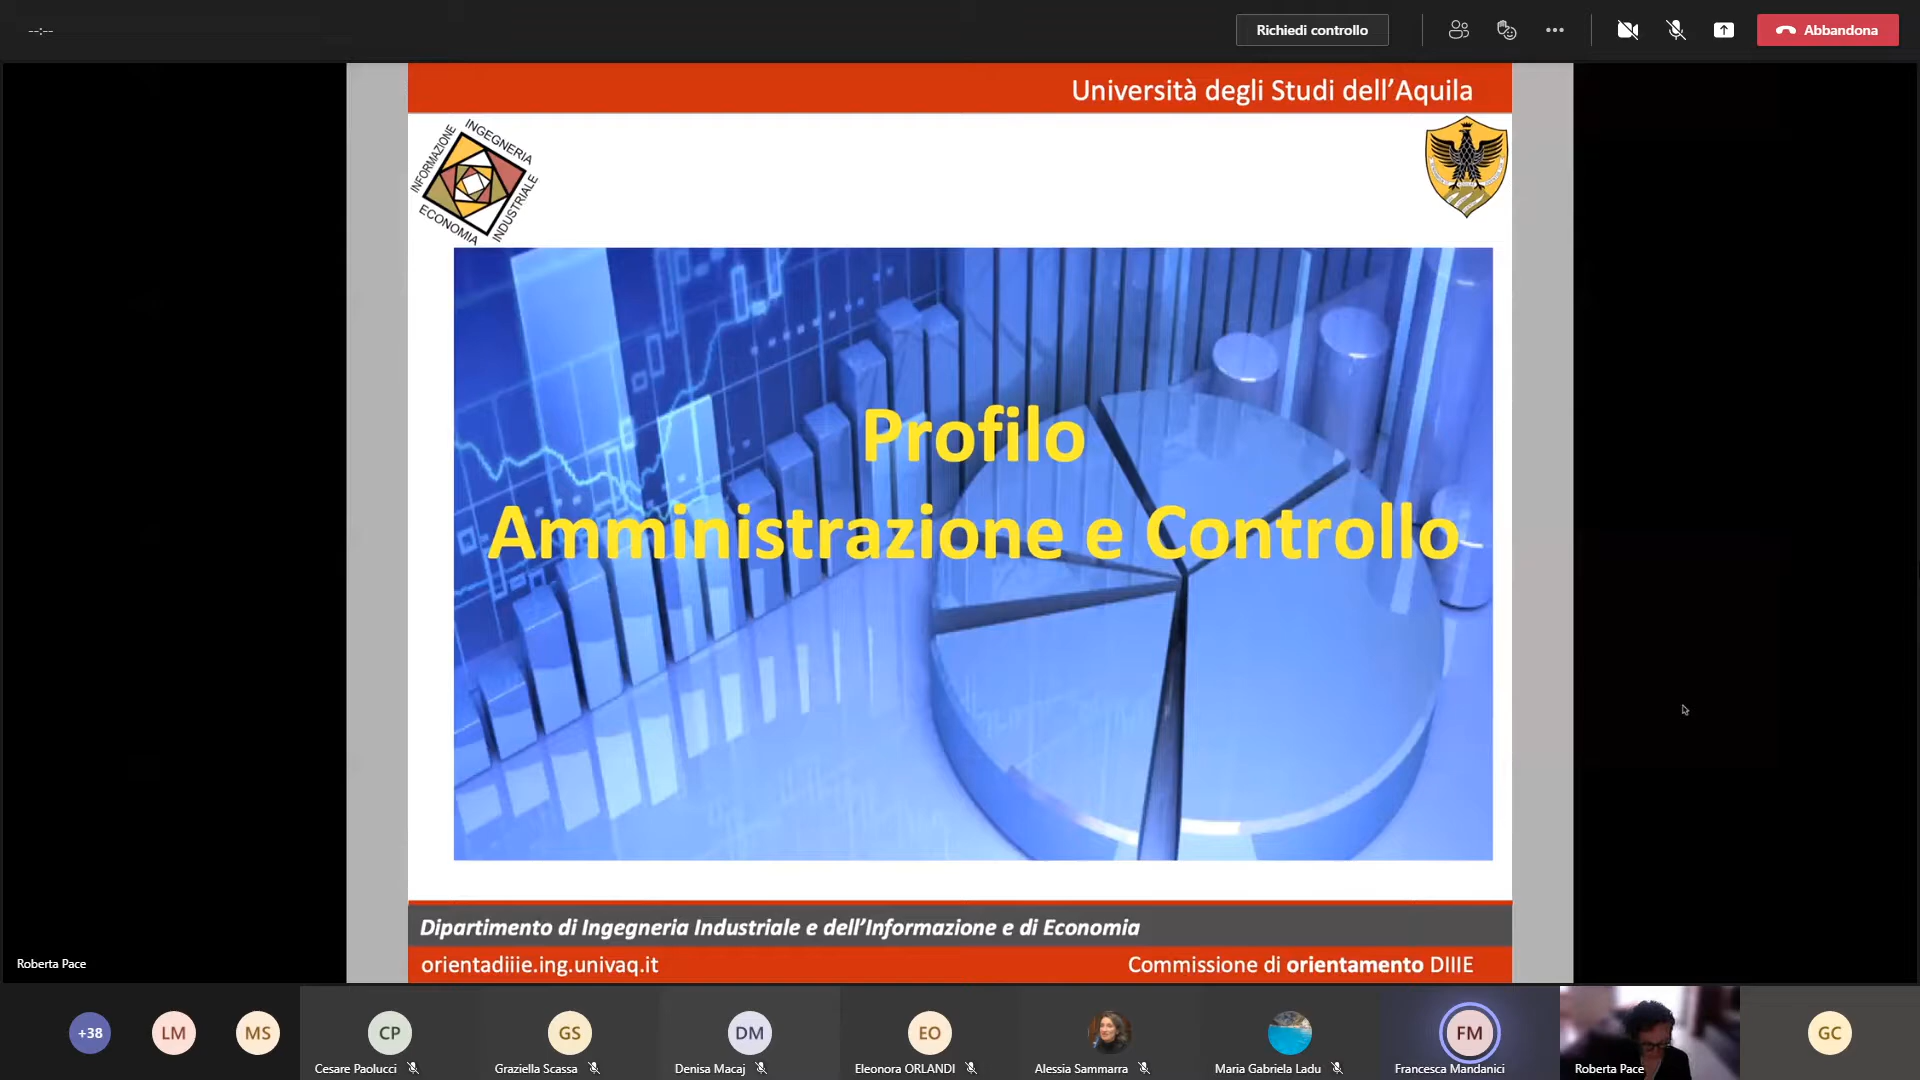 --:--
Richiedi controllo
Abbandona
Università degli Studi dell’Aquila
INFORMAZIONE
INGEGNERIA
INDUSTRIALE
ECONOMIA
Profilo
Amministrazione e Controllo
Dipartimento di Ingegneria Industriale e dell’Informazione e di Economia
orientadiiie.ing.univaq.it
Commissione di orientamento DIIIE
Roberta Pace
+38
LM
MS
CP
GS
DM
EO
FM
GC
Cesare Paolucci
Graziella Scassa
Denisa Macaj
Eleonora ORLANDI
Alessia Sammarra
Maria Gabriela Ladu
Francesca Mandanici
Roberta Pace